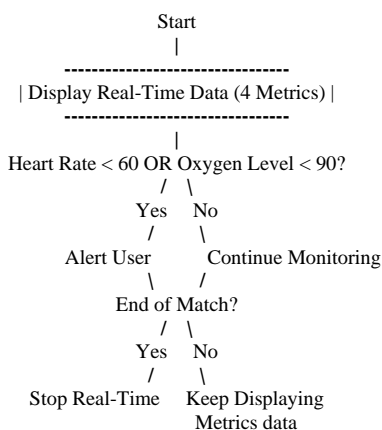 Start
|
---------------------------------
| Display Real-Time Data (4 Metrics) |
---------------------------------
|
Heart Rate < 60 OR Oxygen Level < 90?
/ \
Yes No
/ \
Alert User Continue Monitoring
\ /
End of Match?
/ \
Yes No
/ \
Stop Real-Time Keep Displaying
Metrics data